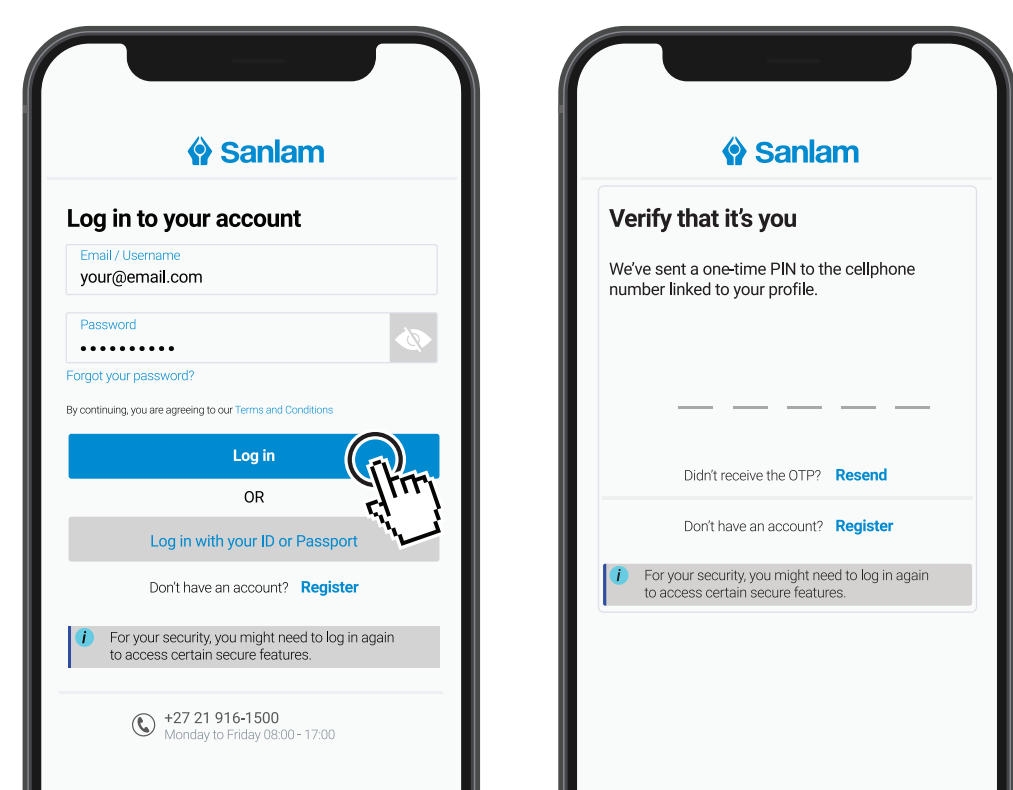 Sanlam
Log in to your account
Email / Username
your@email.com
Password
Forgot your password?
By continuing, you are agreeing to our Terms and Conditions
Log in
OR
Log in with your ID or Passport
Don't have an account? Register
i For your security, you might need to log in again
to access certain secure features.
+27 21 916-1500
Monday to Friday 08:00 - 17:00
Sanlam
Verify that it's you
We've sent a one-time PIN to the cellphone
number linked to your profile.
Didn't receive the OTP? Resend
Don't have an account? Register
i For your security, you might need to log in again
to access certain secure features.